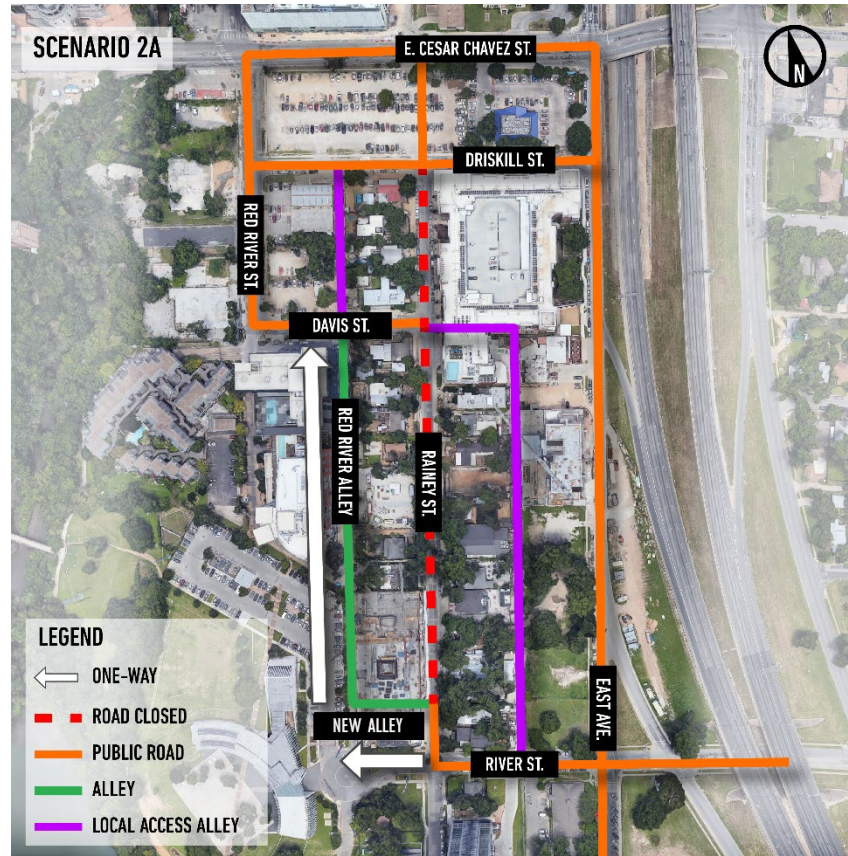 SCENARIO 2A
E. CESAR CHAVEZ ST.
N
DRISKILL ST.
RED RIVER ST.
DAVIS ST.
RED RIVER ALLEY
RAINEY ST.
EAST AVE.
NEW ALLEY
RIVER ST.
LEGEND
ONE-WAY
ROAD CLOSED
PUBLIC ROAD
ALLEY
LOCAL ACCESS ALLEY